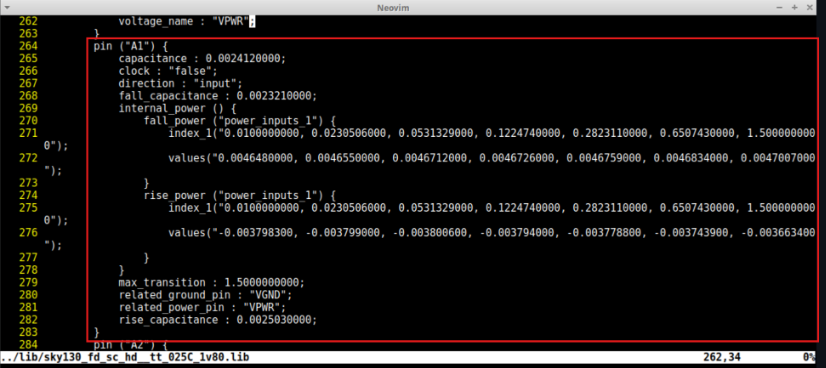 Neovim
262 voltage_name : "VPWR";
263 }
264 pin ("A1") {
265 capacitance : 0.0024120000;
266 clock : "false";
267 direction : "input";
268 fall_capacitance : 0.0023210000;
269 internal_power () {
270 fall_power ("power_inputs_1") {
271 index_1("0.0100000000, 0.0230506000, 0.0531329000, 0.1224740000, 0.2823110000, 0.6507430000, 1.500000000
0");
272 values("0.0046480000, 0.0046550000, 0.0046712000, 0.0046726000, 0.0046759000, 0.0046834000, 0.0047007000
");
273 }
274 rise_power ("power_inputs_1") {
275 index_1("0.0100000000, 0.0230506000, 0.0531329000, 0.1224740000, 0.2823110000, 0.6507430000, 1.500000000
0");
276 values("-0.003798300, -0.003799000, -0.003800600, -0.003794000, -0.003778800, -0.003743900, -0.003663400
");
277 }
278 }
279 max_transition : 1.5000000000;
280 related_ground_pin : "VGND";
281 related_power_pin : "VPWR";
282 rise_capacitance : 0.0025030000;
283 }
284 pin ("A2") {
../lib/sky130_fd_sc_hd__tt_025C_1v80.lib 262,34 0%